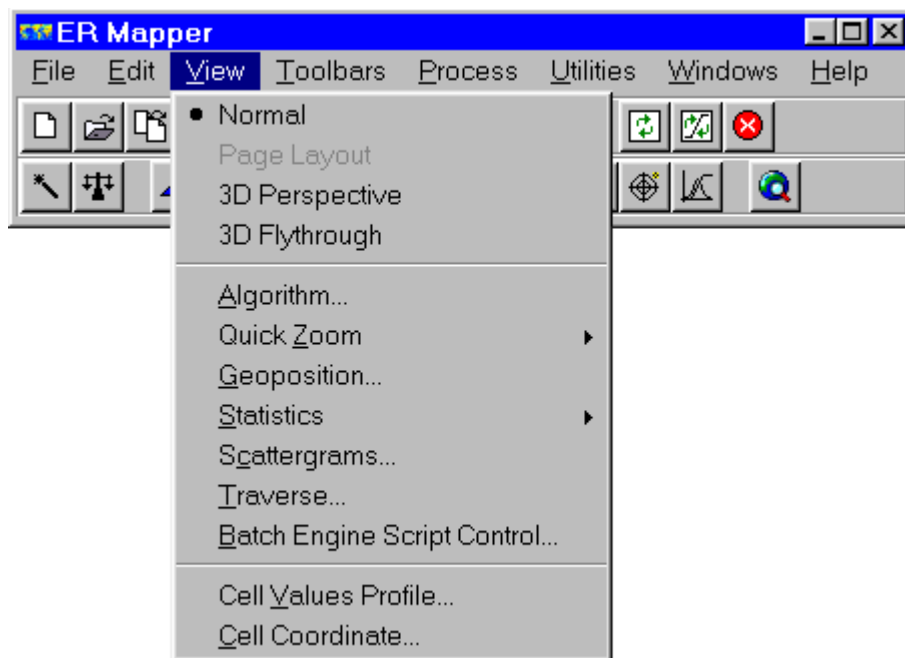 ER Mapper
File Edit View Toolbars Process Utilities Windows Help
Normal
Page Layout
3D Perspective
3D Flythrough
Algorithm...
Quick Zoom
Geoposition...
Statistics
Scattergrams...
Traverse...
Batch Engine Script Control...
Cell Values Profile...
Cell Coordinate...